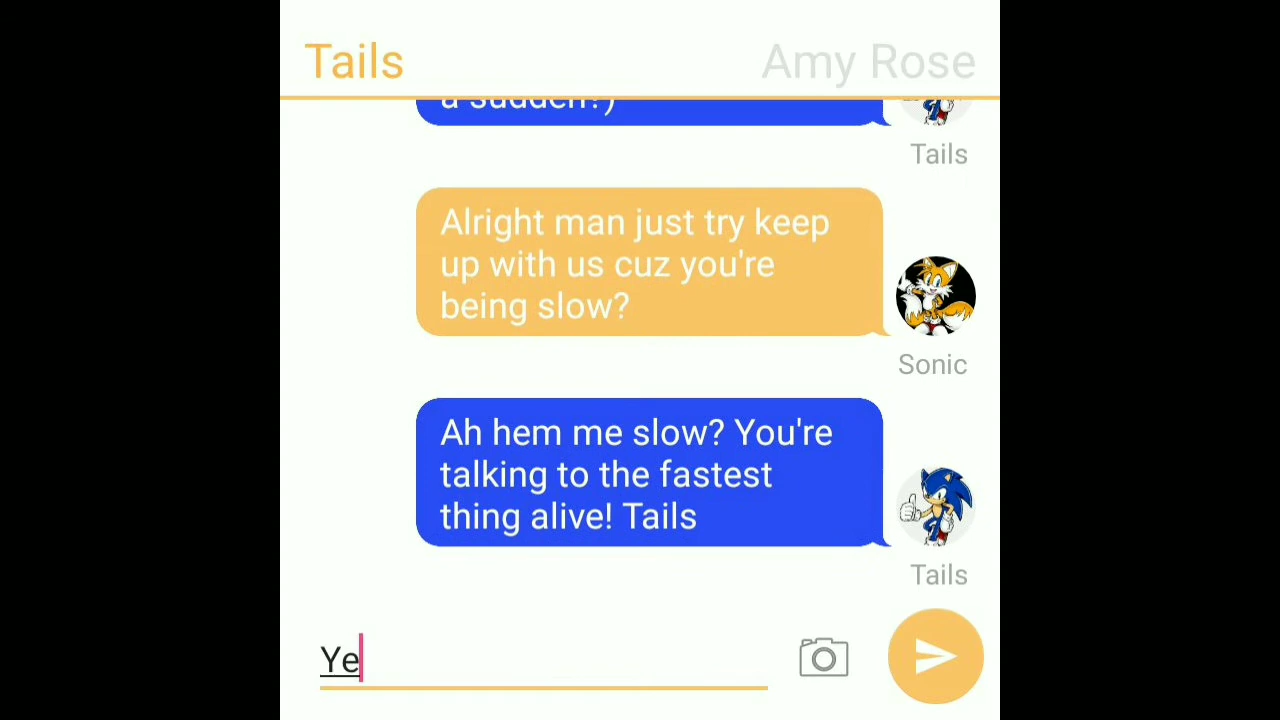 Tails
Amy Rose
a sudden?)
Tails
Alright man just try keep
up with us cuz you're
being slow?
Sonic
Ah hem me slow? You're
talking to the fastest
thing alive! Tails
Tails
Ye